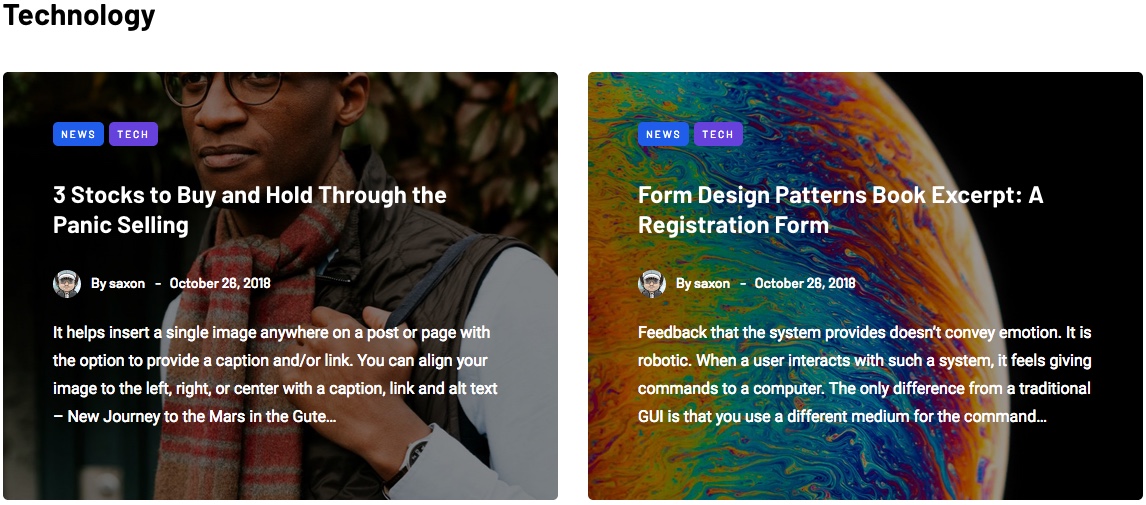 Technology
NEWS TECH
3 Stocks to Buy and Hold Through the
Panic Selling
By saxon - October 26, 2018
It helps insert a single image anywhere on a post or page with
the option to provide a caption and/or link. You can align your
image to the left, right, or center with a caption, link and alt text
– New Journey to the Mars in the Gute...
NEWS TECH
Form Design Patterns Book Excerpt: A
Registration Form
By saxon - October 26, 2018
Feedback that the system provides doesn’t convey emotion. It is
robotic. When a user interacts with such a system, it feels giving
commands to a computer. The only difference from a traditional
GUI is that you use a different medium for the command...